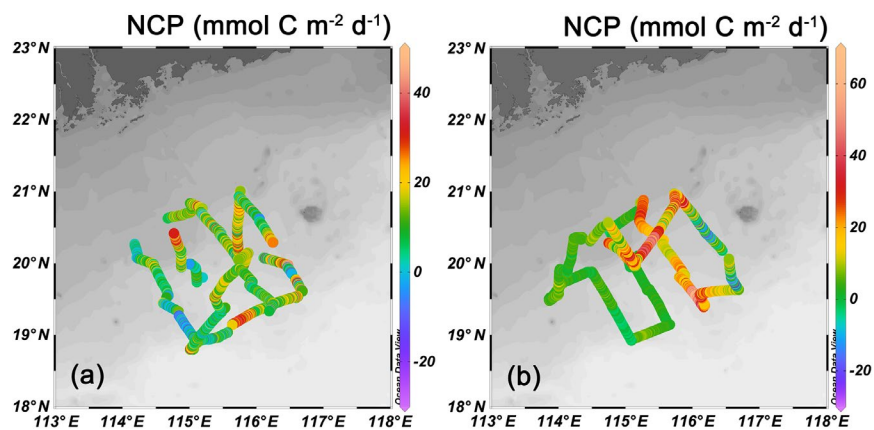 NCP (mmol C m⁻² d⁻¹)
23° N
22° N
21° N
20° N
19° N
18° N
113° E
114° E
115° E
116° E
117° E
118° E
(a)
40
20
0
-20
Ocean Data View
NCP (mmol C m⁻² d⁻¹)
23° N
22° N
21° N
20° N
19° N
18° N
113° E
114° E
115° E
116° E
117° E
118° E
(b)
60
40
20
0
-20
Ocean Data View